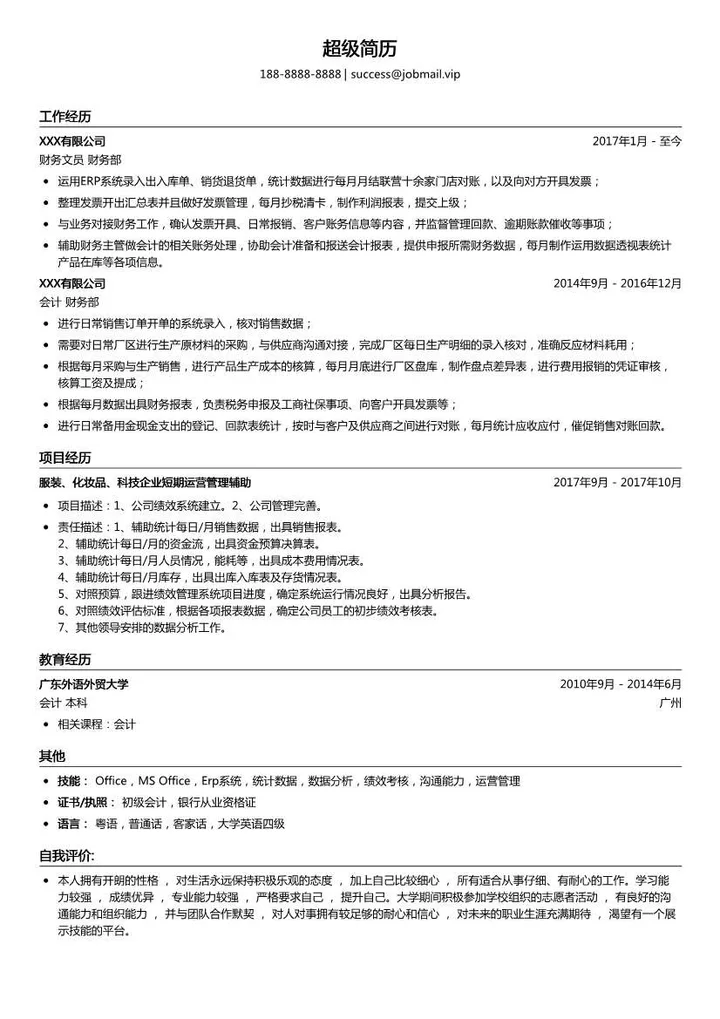 超级简历
188-8888-8888 | success@jobmail.vip
工作经历
XXX有限公司 2017年1月 - 至今
财务文员 财务部
• 运用ERP系统录入出入库单、销货退货单，统计数据进行每月月结联营十余家门店对账，以及向对方开具发票；
• 整理发票开出汇总表并且做好发票管理，每月抄税清卡，制作利润报表，提交上级；
• 与业务对接财务工作，确认发票开具、日常报销、客户账务信息等内容，并监督管理回款、逾期账款催收等事项；
• 辅助财务主管做会计的相关账务处理，协助会计准备和报送会计报表，提供申报所需财务数据，每月制作运用数据透视表统计
产品在库等各项信息。
XXX有限公司 2014年9月 - 2016年12月
会计 财务部
• 进行日常销售订单开单的系统录入，核对销售数据；
• 需要对日常厂区进行生产原材料的采购，与供应商沟通对接，完成厂区每日生产明细的录入核对，准确反应材料耗用；
• 根据每月采购与生产销售，进行产品生产成本的核算，每月月底进行厂区盘库，制作盘点差异表，进行费用报销的凭证审核，
核算工资及提成；
• 根据每月数据出具财务报表，负责税务申报及工商社保事项、向客户开具发票等；
• 进行日常备用金现金支出的登记、回款表统计，按时与客户及供应商之间进行对账，每月统计应收应付，催促销售对账回款。
项目经历
服装、化妆品、科技企业短期运营管理辅助 2017年9月 - 2017年10月
• 项目描述：1、公司绩效系统建立。2、公司管理完善。
• 责任描述：1、辅助统计每日/月销售数据，出具销售报表。
2、辅助统计每日/月的资金流，出具资金预算决算表。
3、辅助统计每日/月人员情况，能耗等，出具成本费用情况表。
4、辅助统计每日/月库存，出具出库入库表及存货情况表。
5、对照预算，跟进绩效管理系统项目进度，确定系统运行情况良好，出具分析报告。
6、对照绩效评估标准，根据各项报表数据，确定公司员工的初步绩效考核表。
7、其他领导安排的数据分析工作。
教育经历
广东外语外贸大学 2010年9月 - 2014年6月
会计 本科 广州
• 相关课程：会计
其他
• 技能： Office，MS Office，Erp系统，统计数据，数据分析，绩效考核，沟通能力，运营管理
• 证书/执照： 初级会计，银行从业资格证
• 语言： 粤语，普通话，客家话，大学英语四级
自我评价:
• 本人拥有开朗的性格 ， 对生活永远保持积极乐观的态度 ， 加上自己比较细心 ， 所有适合从事仔细、有耐心的工作。学习能
力较强 ， 成绩优异 ， 专业能力较强 ， 严格要求自己 ， 提升自己。大学期间积极参加学校组织的志愿者活动 ， 有良好的沟
通能力和组织能力 ， 并与团队合作默契 ， 对人对事拥有较足够的耐心和信心 ， 对未来的职业生涯充满期待 ， 渴望有一个展
示技能的平台。